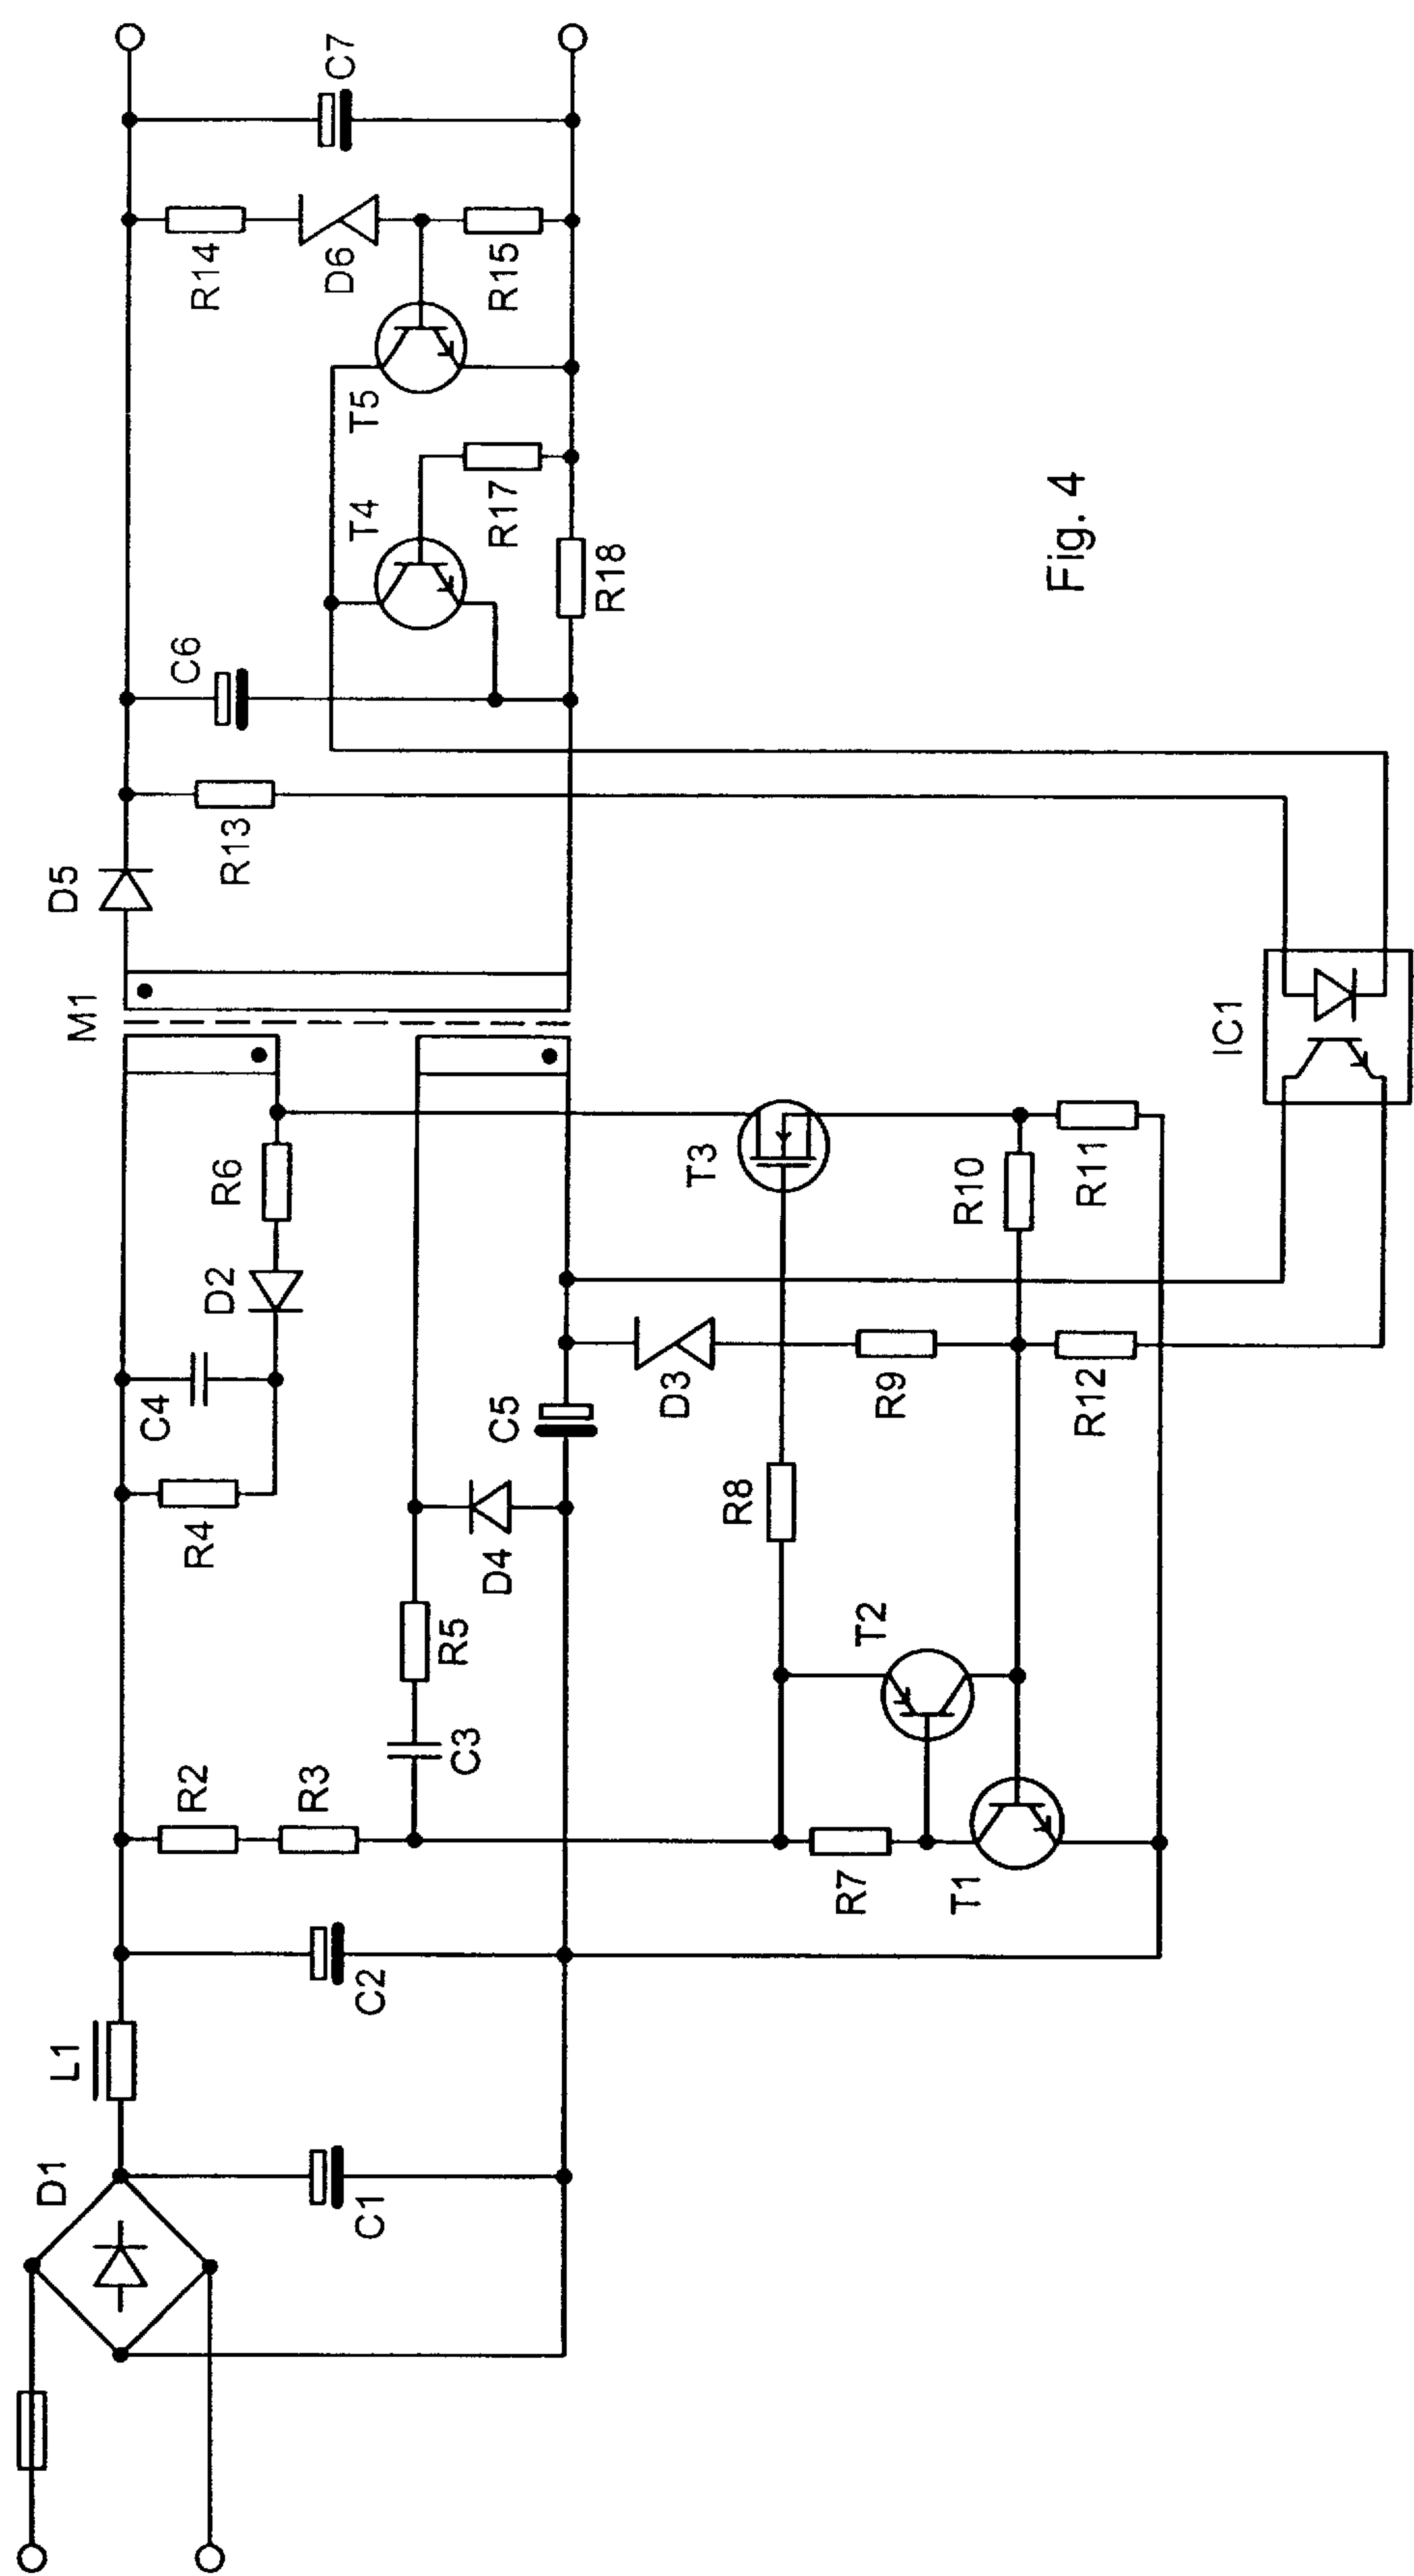 D1
L1
C1
C2
R2
R3
C3
R5
R4
C4
D2
R6
D4
C5
M1
D5
R13
C6
R18
T4
R17
T5
R14
D6
R15
C7
R7
T1
T2
R8
D3
R9
R12
R10
R11
T3
IC1
Fig. 4